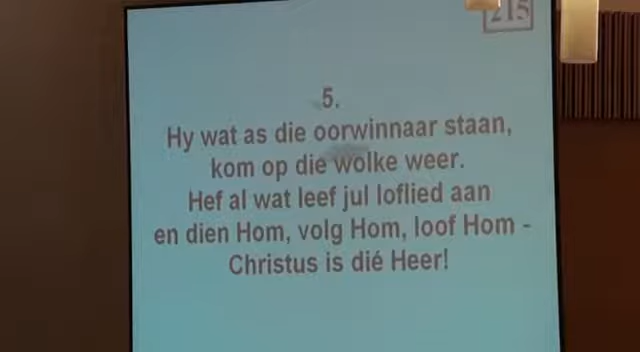 215
5.
Hy wat as die oorwinnaar staan,
kom op die wolke weer.
Hef al wat leef jul loflied aan
en dien Hom, volg Hom, loof Hom -
Christus is dié Heer!